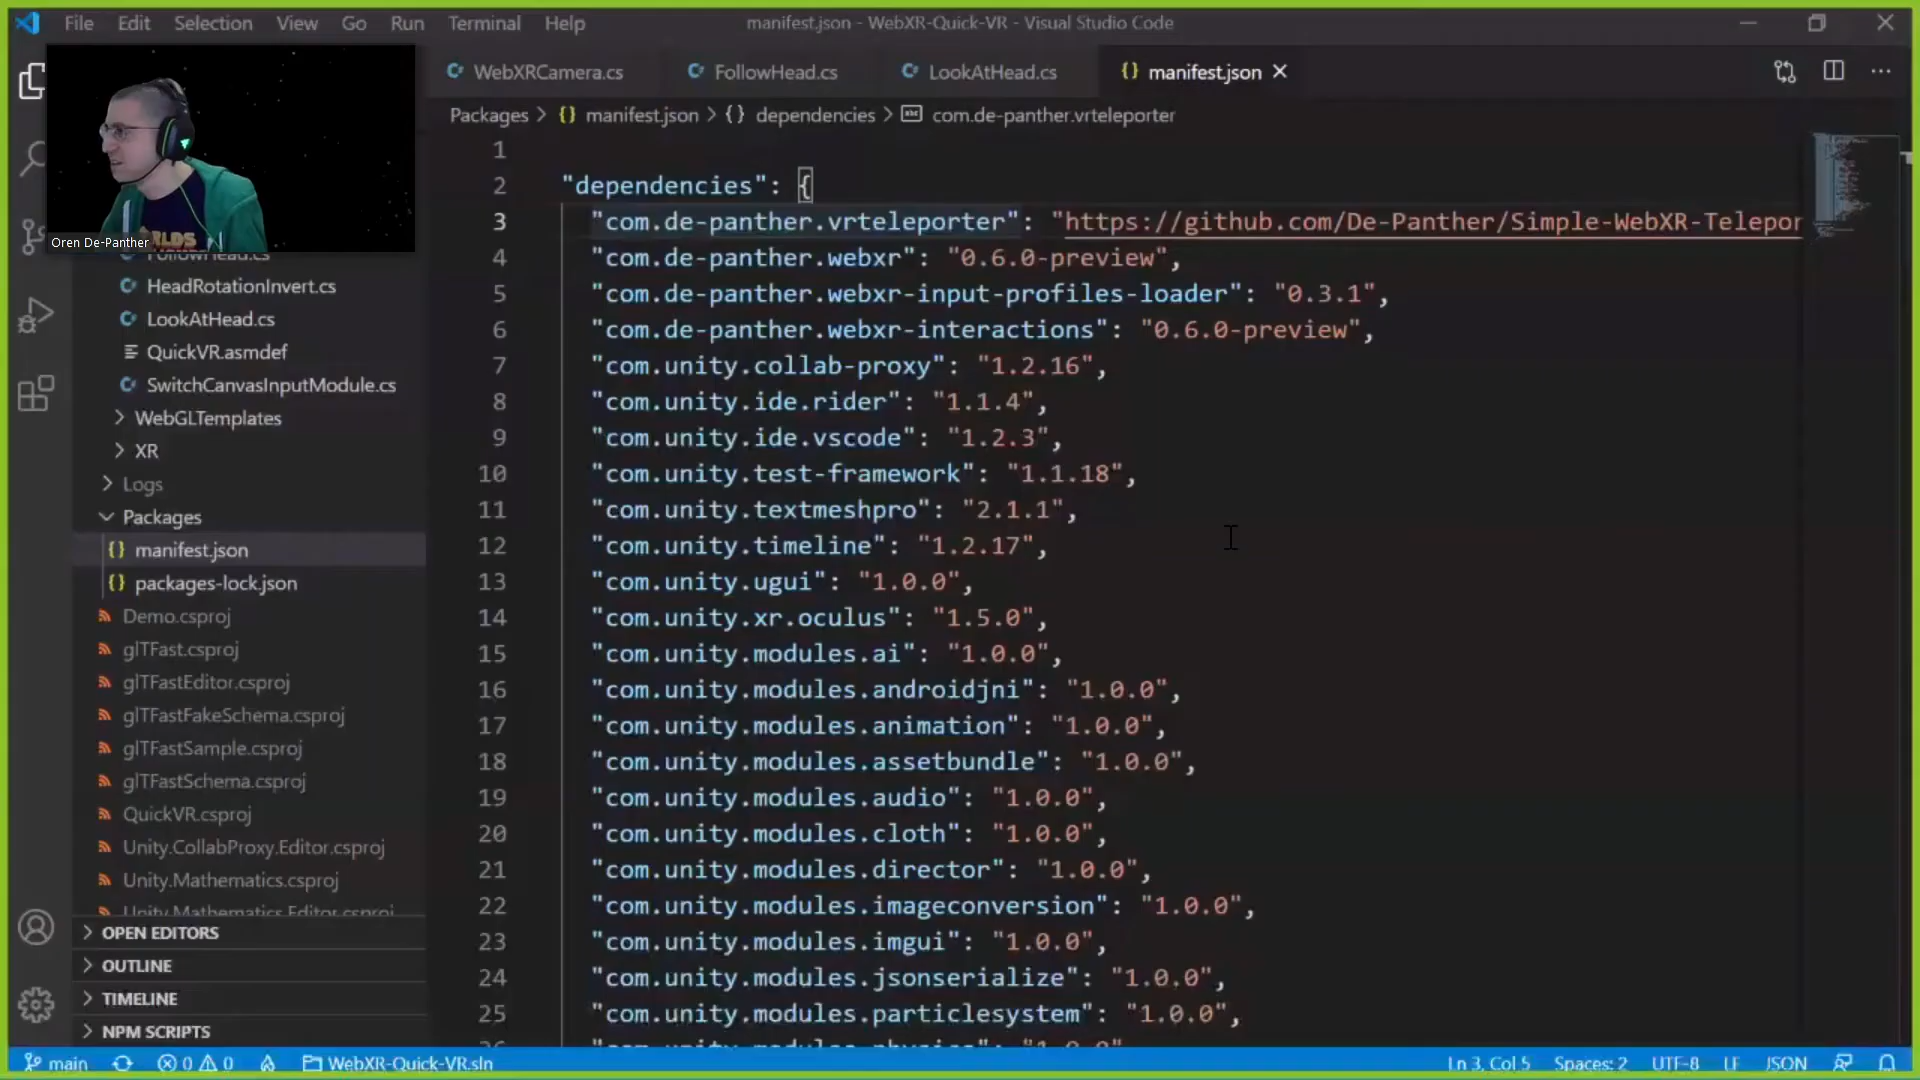 File Edit Selection View Go Run Terminal Help
manifest.json - WebXR-Quick-VR - Visual Studio Code
WebXRCamera.cs
FollowHead.cs
LookAtHead.cs
{} manifest.json
Packages > {} manifest.json > {} dependencies > com.de-panther.vrteleporter
Oren De-Panther
FollowHead.cs
HeadRotationInvert.cs
LookAtHead.cs
QuickVR.asmdef
SwitchCanvasInputModule.cs
WebGLTemplates
XR
Logs
Packages
{} manifest.json
{} packages-lock.json
Demo.csproj
glTFast.csproj
glTFastEditor.csproj
glTFastFakeSchema.csproj
glTFastSample.csproj
glTFastSchema.csproj
QuickVR.csproj
Unity.CollabProxy.Editor.csproj
Unity.Mathematics.csproj
Unity.Mathematics.Editor.csproj
OPEN EDITORS
OUTLINE
TIMELINE
NPM SCRIPTS
1
2 "dependencies": {
3 "com.de-panther.vrteleporter": "https://github.com/De-Panther/Simple-WebXR-Telepor
4 "com.de-panther.webxr": "0.6.0-preview",
5 "com.de-panther.webxr-input-profiles-loader": "0.3.1",
6 "com.de-panther.webxr-interactions": "0.6.0-preview",
7 "com.unity.collab-proxy": "1.2.16",
8 "com.unity.ide.rider": "1.1.4",
9 "com.unity.ide.vscode": "1.2.3",
10 "com.unity.test-framework": "1.1.18",
11 "com.unity.textmeshpro": "2.1.1",
12 "com.unity.timeline": "1.2.17",
13 "com.unity.ugui": "1.0.0",
14 "com.unity.xr.oculus": "1.5.0",
15 "com.unity.modules.ai": "1.0.0",
16 "com.unity.modules.androidjni": "1.0.0",
17 "com.unity.modules.animation": "1.0.0",
18 "com.unity.modules.assetbundle": "1.0.0",
19 "com.unity.modules.audio": "1.0.0",
20 "com.unity.modules.cloth": "1.0.0",
21 "com.unity.modules.director": "1.0.0",
22 "com.unity.modules.imageconversion": "1.0.0",
23 "com.unity.modules.imgui": "1.0.0",
24 "com.unity.modules.jsonserialize": "1.0.0",
25 "com.unity.modules.particlesystem": "1.0.0",
main 0 0 WebXR-Quick-VR.sln
Ln 3, Col 5 Spaces: 2 UTF-8 LF JSON